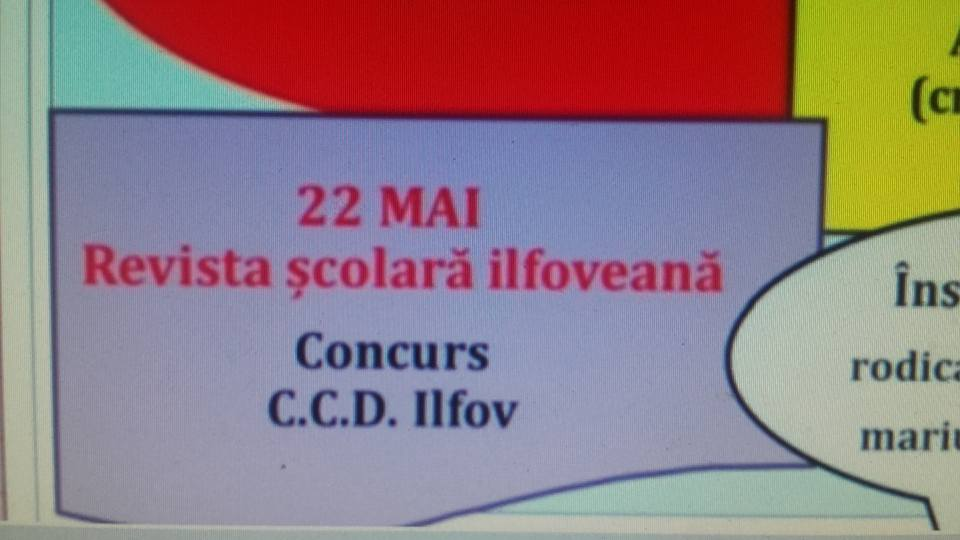 22 MAI
Revista școlară ilfoveană
Concurs
C.C.D. Ilfov